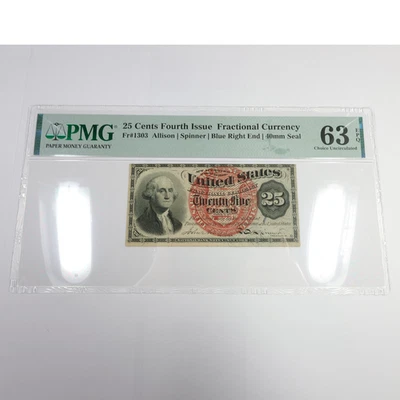 PMG
PAPER MONEY GUARANTY
25 Cents Fourth Issue Fractional Currency
Fr#1303 Allison | Spinner | Blue Right End | 40mm Seal
63 EPQ
Choice Uncirculated
United States
25
Twenty Five
CENTS